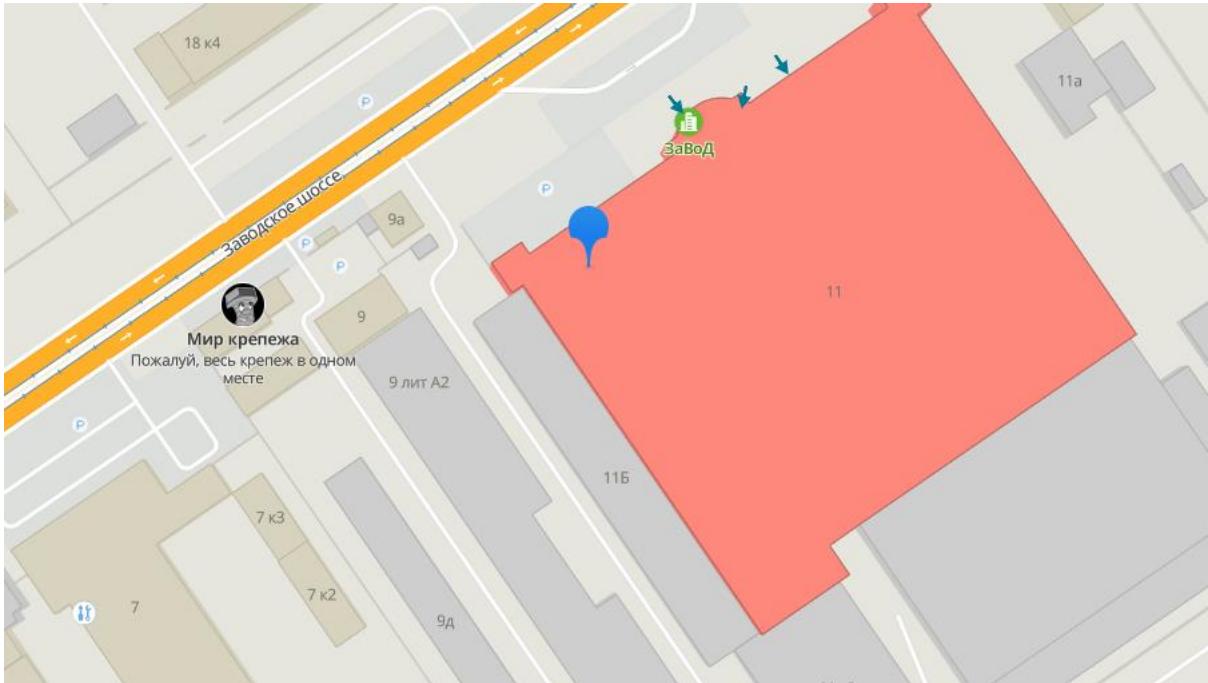 18 к4
11а
ЗаВоД
Р
Р
Заводское шоссе
9а
Р
Р
11
9
Мир крепежа
Пожалуй, весь крепеж в одном
месте
9 лит А2
Р
11Б
7 к3
7 к2
7
9д